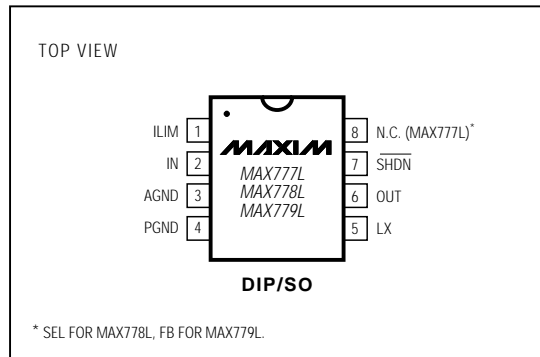 TOP VIEW
ILIM 1
IN 2
AGND 3
PGND 4
MAXIM
MAX777L
MAX778L
MAX779L
8 N.C. (MAX777L)*
7 SHDN
6 OUT
5 LX
DIP/SO
* SEL FOR MAX778L, FB FOR MAX779L.